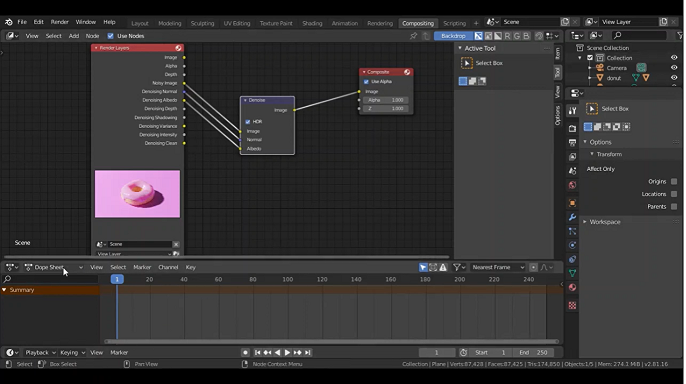 File Edit Render Window Help Layout Modeling Sculpting UV Editing Texture Paint Shading Animation Rendering Compositing Scripting Scene View Layer
View Select Add Node Use Nodes Backdrop R G B
Render Layers
Image
Alpha
Depth
Noisy Image
Denoising Normal
Denoising Albedo
Denoising Depth
Denoising Shadowing
Denoising Variance
Denoising Intensity
Denoising Clean
Scene
View Layer
Denoise
Image
HDR
Image
Normal
Albedo
Composite
Use Alpha
Image
Alpha 1.000
Z 1.000
Scene
Active Tool
Select Box
Item
Tool
View
Options
Scene Collection
Collection
Camera
donut
Select Box
Options
Transform
Affect Only
Origins
Locations
Parents
Workspace
Dope Sheet View Select Marker Channel Key Nearest Frame
1 20 40 60 80 100 120 140 160 180 200 220 240
Summary
Playback Keying View Marker 1 Start 1 End 250
Select Box Select Pan View Node Context Menu Collection | Plane | Verts:87,428 | Faces:87,425 | Tris:174,850 | Objects:1/5 | Mem: 274.1 MiB | v2.81.16